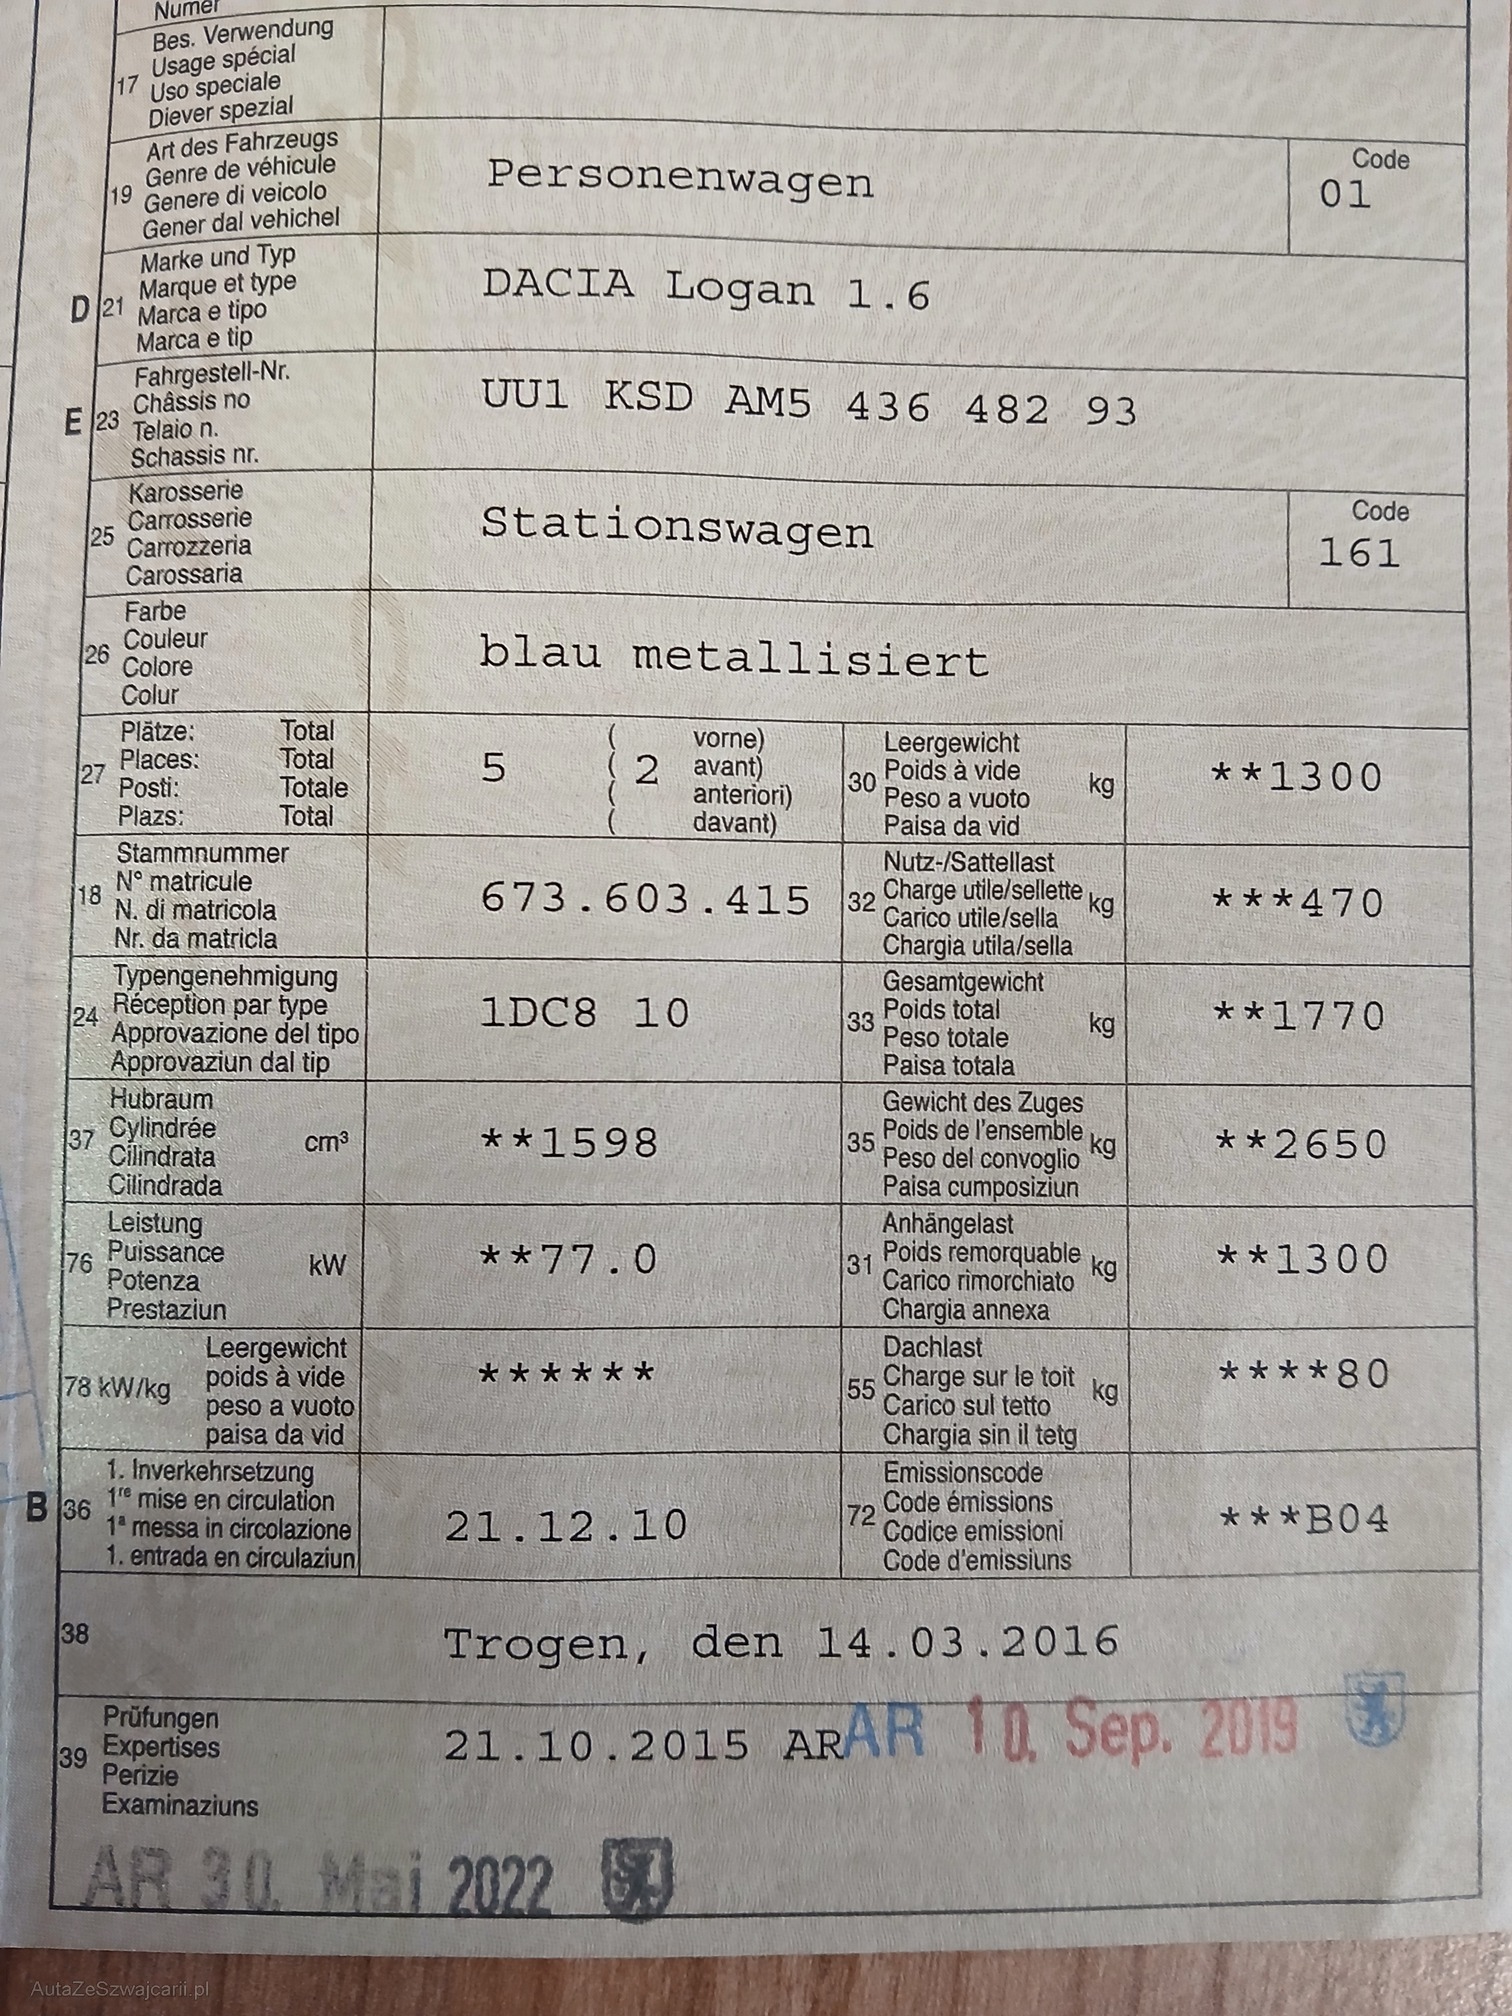 Numer
Bes. Verwendung
Usage spécial
17 Uso speciale
Diever spezial
Art des Fahrzeugs
Genre de véhicule
19 Genere di veicolo
Gener dal vehichel
Personenwagen
Code
01
Marke und Typ
Marque et type
D 21 Marca e tipo
Marca e tip
DACIA Logan 1.6
Fahrgestell-Nr.
Châssis no
E 23 Telaio n.
Schassis nr.
UU1 KSD AM5 436 482 93
Karosserie
Carrosserie
25 Carrozzeria
Carossaria
Stationswagen
Code
161
Farbe
Couleur
26 Colore
Colur
blau metallisiert
Plätze: Total
Places: Total
27 Posti: Totale
Plazs: Total
5 ( 2 vorne)
( avant)
( anteriori)
( davant)
Leergewicht
30 Poids à vide kg
Peso a vuoto
Paisa da vid
**1300
Stammnummer
18 N° matricule
N. di matricola
Nr. da matricla
673.603.415
Nutz-/Sattellast
32 Charge utile/sellette kg
Carico utile/sella
Chargia utila/sella
***470
Typengenehmigung
24 Réception par type
Approvazione del tipo
Approvaziun dal tip
1DC8 10
Gesamtgewicht
33 Poids total kg
Peso totale
Paisa totala
**1770
Hubraum
37 Cylindrée cm³
Cilindrata
Cilindrada
**1598
Gewicht des Zuges
35 Poids de l'ensemble kg
Peso del convoglio
Paisa cumposiziun
**2650
Leistung
76 Puissance kW
Potenza
Prestaziun
**77.0
Anhängelast
31 Poids remorquable kg
Carico rimorchiato
Chargia annexa
**1300
Leergewicht
78 kW/kg poids à vide
peso a vuoto
paisa da vid
******
Dachlast
55 Charge sur le toit kg
Carico sul tetto
Chargia sin il tetg
****80
1. Inverkehrsetzung
B 36 1re mise en circulation
1a messa in circolazione
1. entrada en circulaziun
21.12.10
Emissionscode
72 Code émissions
Codice emissioni
Code d'emissiuns
***B04
38 Trogen, den 14.03.2016
Prüfungen
39 Expertises
Perizie
Examinaziuns
21.10.2015 AR AR 10. Sep. 2019
AR 30. Mai 2022
AutaZeSzwajcarii.pl